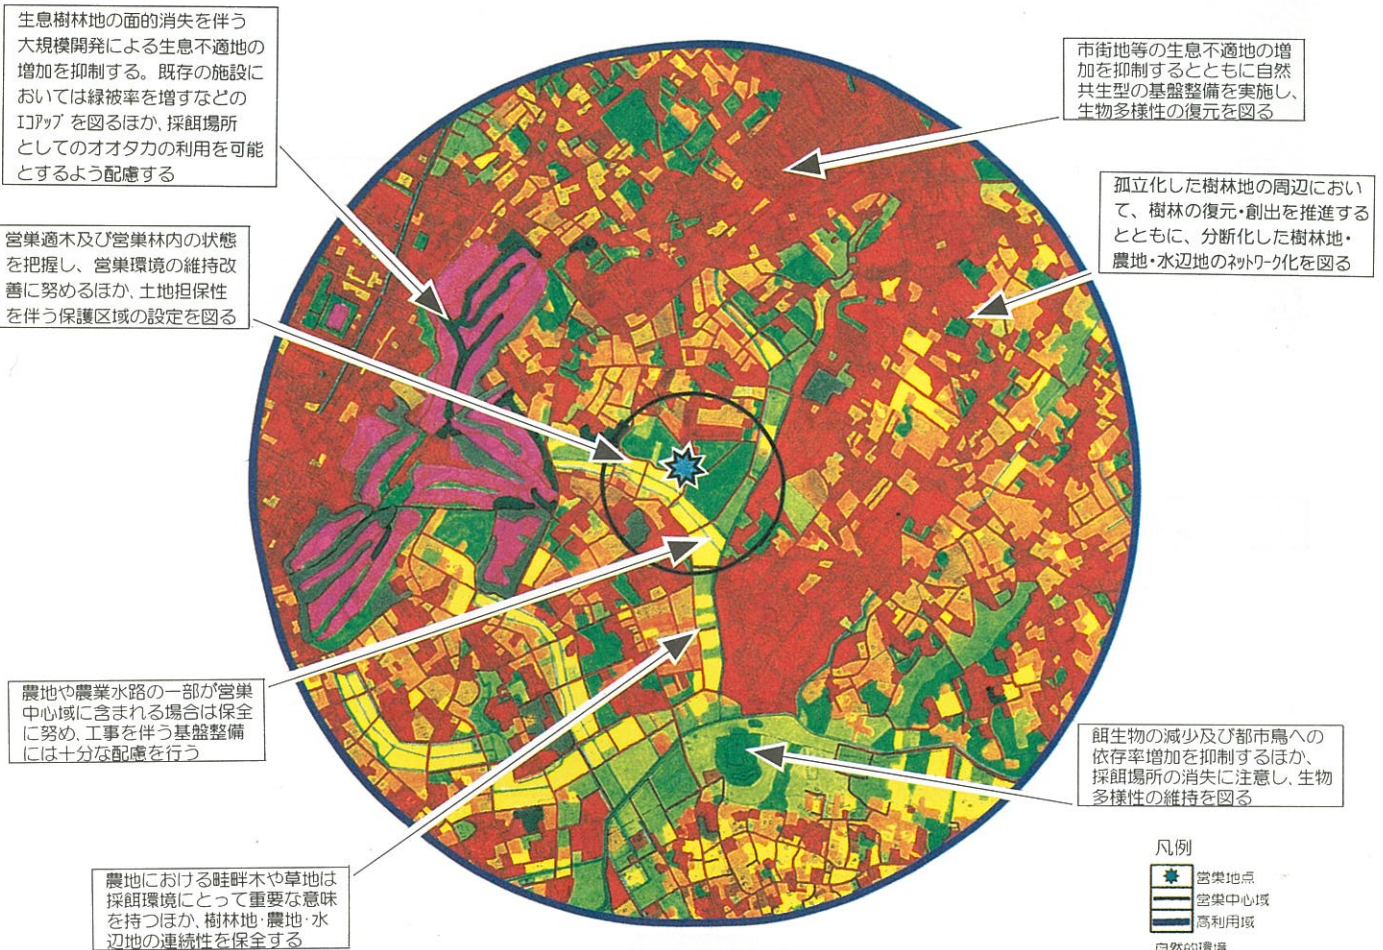 生息樹林地の面的消失を伴う
大規模開発による生息不適地の
増加を抑制する。既存の施設に
おいては緑被率を増すなどの
エコアップを図るほか、採餌場所
としてのオオタカの利用を可能
とするよう配慮する
市街地等の生息不適地の増
加を抑制するとともに自然
共生型の基盤整備を実施し、
生物多様性の復元を図る
孤立化した樹林地の周辺におい
て、樹林の復元・創出を推進する
とともに、分断化した樹林地・
農地・水辺地のネットワーク化を図る
営巣適木及び営巣林内の状態
を把握し、営巣環境の維持改
善に努めるほか、土地担保性
を伴う保護区域の設定を図る
農地や農業水路の一部が営巣
中心域に含まれる場合は保全
に努め、工事を伴う基盤整備
には十分な配慮を行う
餌生物の減少及び都市鳥への
依存率増加を抑制するほか、
採餌場所の消失に注意し、生物
多様性の維持を図る
農地における畦畔木や草地は
採餌環境にとって重要な意味
を持つほか、樹林地・農地・水
辺地の連続性を保全する
凡例
営巣地点
営巣中心域
高利用域
自然的環境